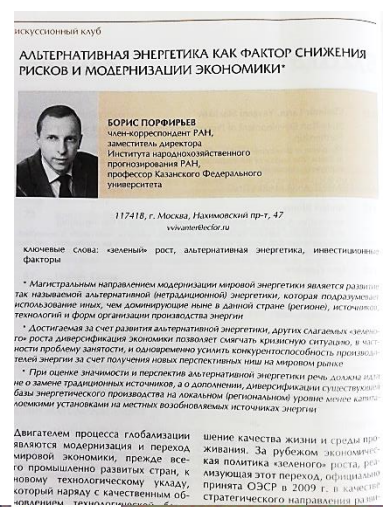 искуссионный клуб
АЛЬТЕРНАТИВНАЯ ЭНЕРГЕТИКА КАК ФАКТОР СНИЖЕНИЯ
РИСКОВ И МОДЕРНИЗАЦИИ ЭКОНОМИКИ*
БОРИС ПОРФИРЬЕВ
член-корреспондент РАН,
заместитель директора
Института народнохозяйственного
прогнозирования РАН,
профессор Казанского Федерального
университета
117418, г. Москва, Нахимовский пр-т, 47
vvivanter@ecfor.ru
ключевые слова: «зеленый» рост, альтернативная энергетика, инвестиционные
факторы
* Магистральным направлением модернизации мировой энергетики является развитие
так называемой альтернативной (нетрадиционной) энергетики, которая подразумевает
использование иных, чем доминирующие ныне в данной стране (регионе), источников,
технологий и форм организации производства энергии
* Достигаемая за счет развития альтернативной энергетики, других слагаемых «зелено-
го» роста диверсификация экономики позволяет смягчать кризисную ситуацию, в част-
ности проблему занятости, и одновременно усилить конкурентоспособность производи-
телей энергии за счет получения новых перспективных ниш на мировом рынке
* При оценке значимости и перспектив альтернативной энергетики речь должна идти
не о замене традиционных источников, а о дополнении, диверсификации существующей
базы энергетического производства на локальном (региональном) уровне менее капита-
лоемкими установками на местных возобновляемых источниках энергии
Двигателем процесса глобализации
являются модернизация и переход
мировой экономики, прежде все-
го промышленно развитых стран, к
новому технологическому укладу,
который наряду с качественным об-
новлением технологической
шение качества жизни и среды про-
живания. За рубежом экономичес-
кая политика «зеленого» роста, реа-
лизующая этот переход, официально
принята ОЭСР в 2009 г. в качестве
стратегического направления разви-